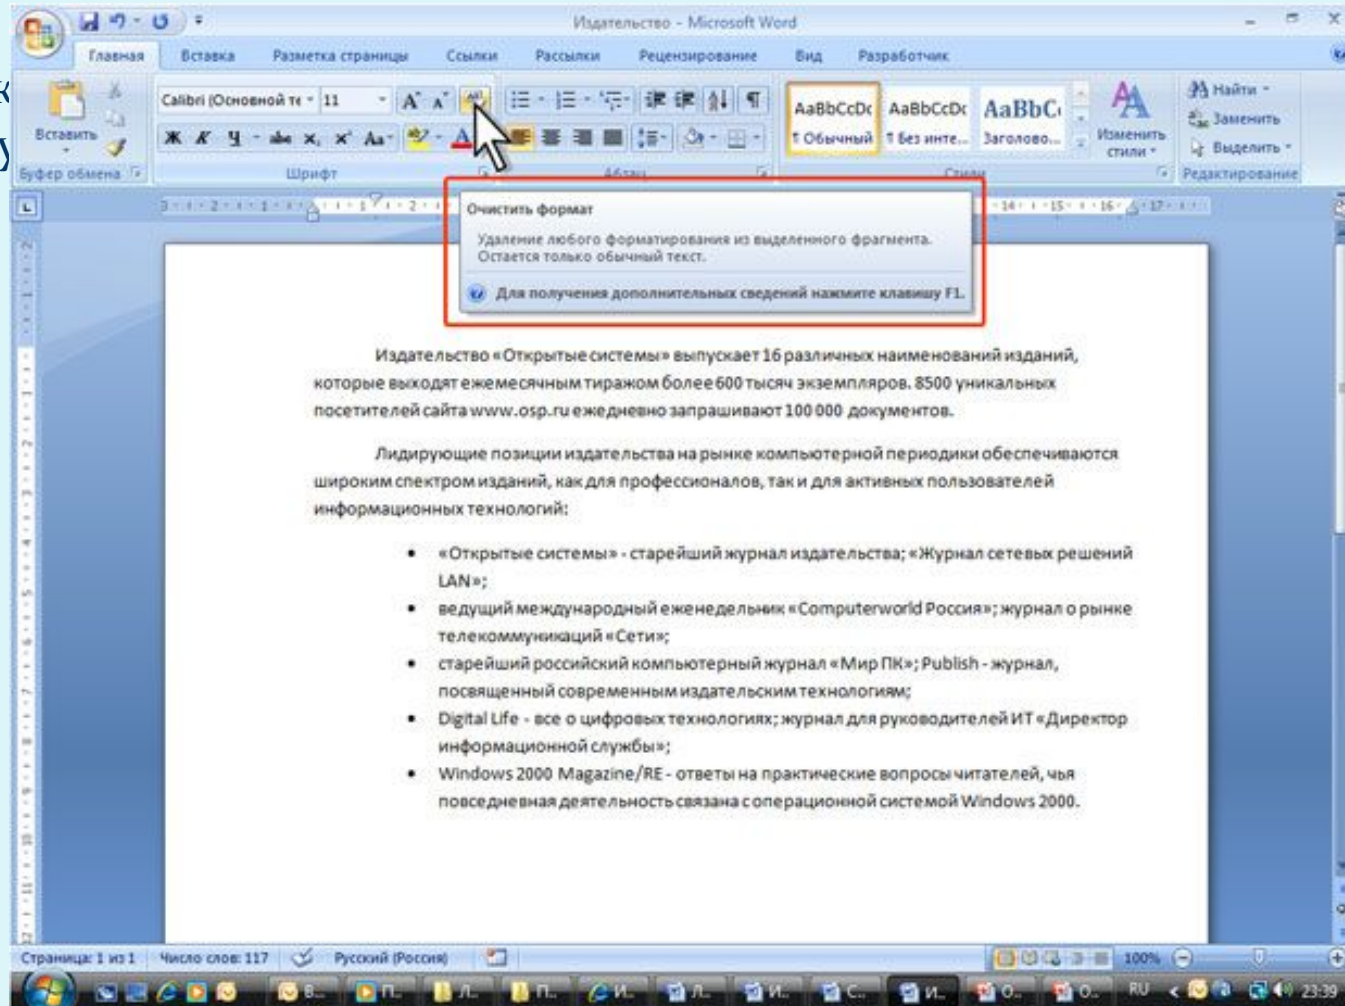 Издательство - Microsoft Word
Главная Вставка Разметка страницы Ссылки Рассылки Рецензирование Вид Разработчик
Calibri (Основной те 11
Вставить
Ж К Ч abc x, x² Aa
Буфер обмена Шрифт Абзац Стили Редактирование
AaBbCcDc AaBbCcDc AaBbC
¶ Обычный ¶ Без инте... Заголово...
Изменить стили
Найти
Заменить
Выделить
Очистить формат
Удаление любого форматирования из выделенного фрагмента.
Остается только обычный текст.
Для получения дополнительных сведений нажмите клавишу F1.
Издательство «Открытые системы» выпускает 16 различных наименований изданий,
которые выходят ежемесячным тиражом более 600 тысяч экземпляров. 8500 уникальных
посетителей сайта www.osp.ru ежедневно запрашивают 100 000 документов.
Лидирующие позиции издательства на рынке компьютерной периодики обеспечиваются
широким спектром изданий, как для профессионалов, так и для активных пользователей
информационных технологий:
• «Открытые системы» - старейший журнал издательства; «Журнал сетевых решений
LAN»;
• ведущий международный еженедельник «Computerworld Россия»; журнал о рынке
телекоммуникаций «Сети»;
• старейший российский компьютерный журнал «Мир ПК»; Publish - журнал,
посвященный современным издательским технологиям;
• Digital Life - все о цифровых технологиях; журнал для руководителей ИТ «Директор
информационной службы»;
• Windows 2000 Magazine/RE - ответы на практические вопросы читателей, чья
повседневная деятельность связана с операционной системой Windows 2000.
Страница: 1 из 1 Число слов: 117 Русский (Россия) 100%
В... П... Л... П... И... Л... И... С... И... О... О... RU 23:39